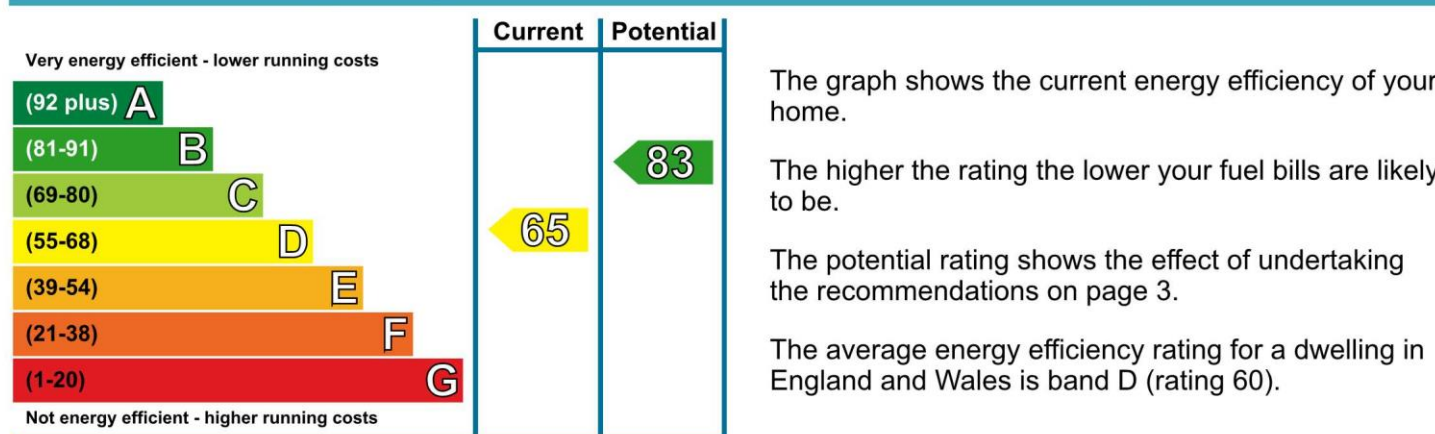 Current Potential
Very energy efficient - lower running costs
(92 plus) A
(81-91) B
(69-80) C
(55-68) D
(39-54) E
(21-38) F
(1-20) G
Not energy efficient - higher running costs
65
83
The graph shows the current energy efficiency of your
home.
The higher the rating the lower your fuel bills are likely
to be.
The potential rating shows the effect of undertaking
the recommendations on page 3.
The average energy efficiency rating for a dwelling in
England and Wales is band D (rating 60).